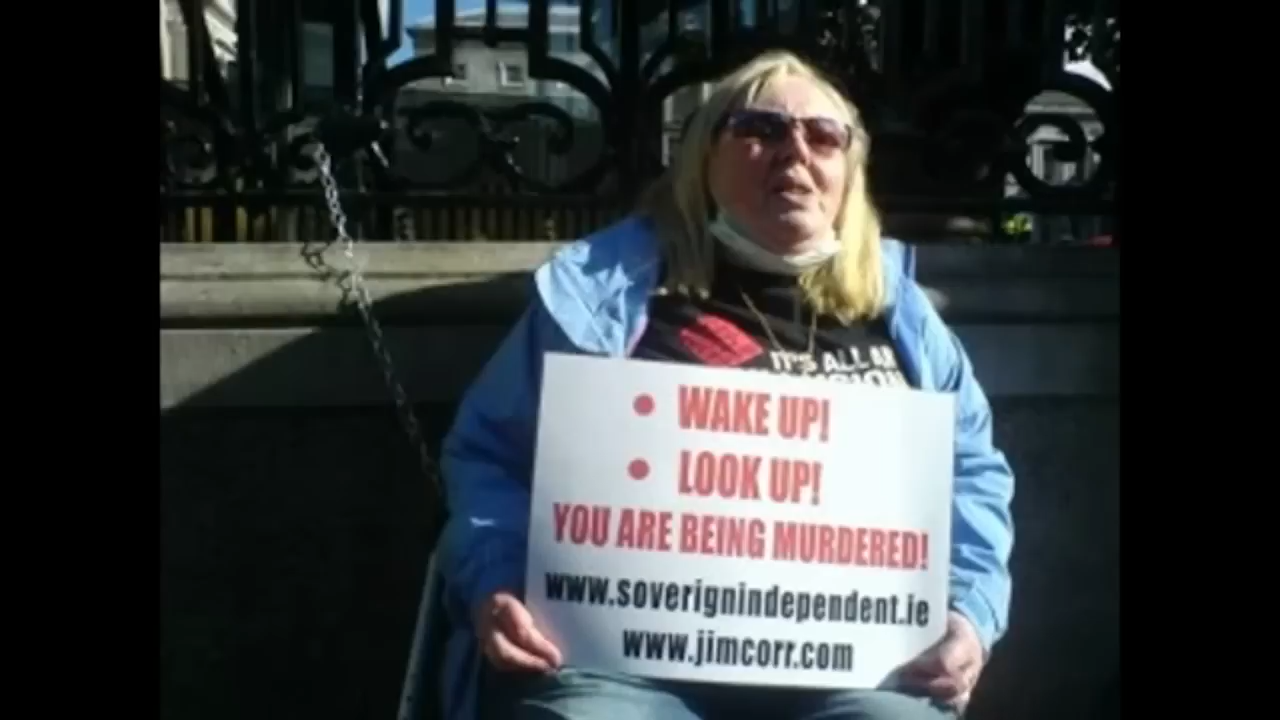 IT'S ALL AN
• WAKE UP!
• LOOK UP!
YOU ARE BEING MURDERED!
www.soverignindependent.ie
www.jimcorr.com